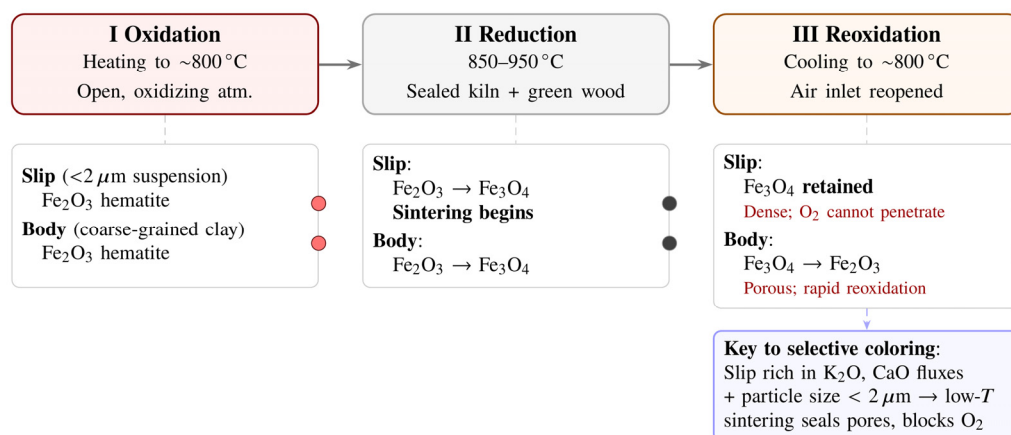 I Oxidation
Heating to ~800 °C
Open, oxidizing atm.
II Reduction
850–950 °C
Sealed kiln + green wood
III Reoxidation
Cooling to ~800 °C
Air inlet reopened
Slip (<2 μm suspension)
Fe₂O₃ hematite
Body (coarse-grained clay)
Fe₂O₃ hematite
Slip:
Fe₂O₃ → Fe₃O₄
Sintering begins
Body:
Fe₂O₃ → Fe₃O₄
Slip:
Fe₃O₄ retained
Dense; O₂ cannot penetrate
Body:
Fe₃O₄ → Fe₂O₃
Porous; rapid reoxidation
Key to selective coloring:
Slip rich in K₂O, CaO fluxes
+ particle size < 2 μm → low-T
sintering seals pores, blocks O₂